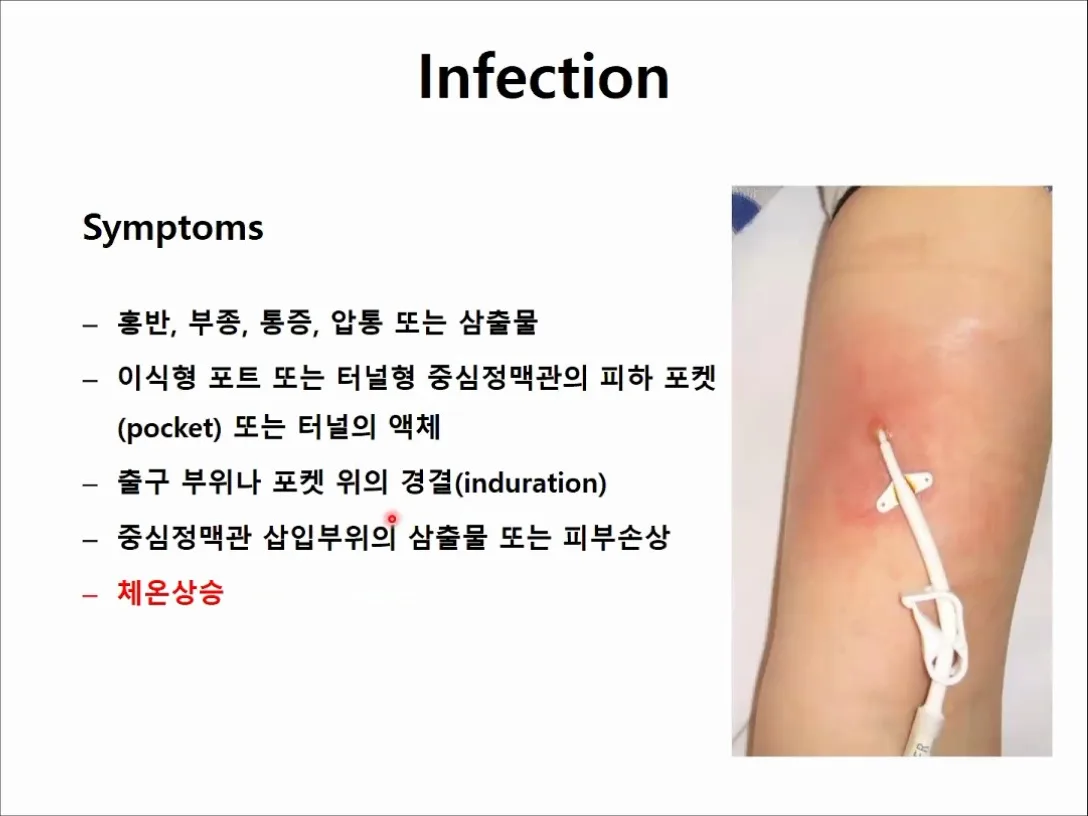 Infection
Symptoms
– 홍반, 부종, 통증, 압통 또는 삼출물
– 이식형 포트 또는 터널형 중심정맥관의 피하 포켓
(pocket) 또는 터널의 액체
– 출구 부위나 포켓 위의 경결(induration)
– 중심정맥관 삽입부위의 삼출물 또는 피부손상
– 체온상승